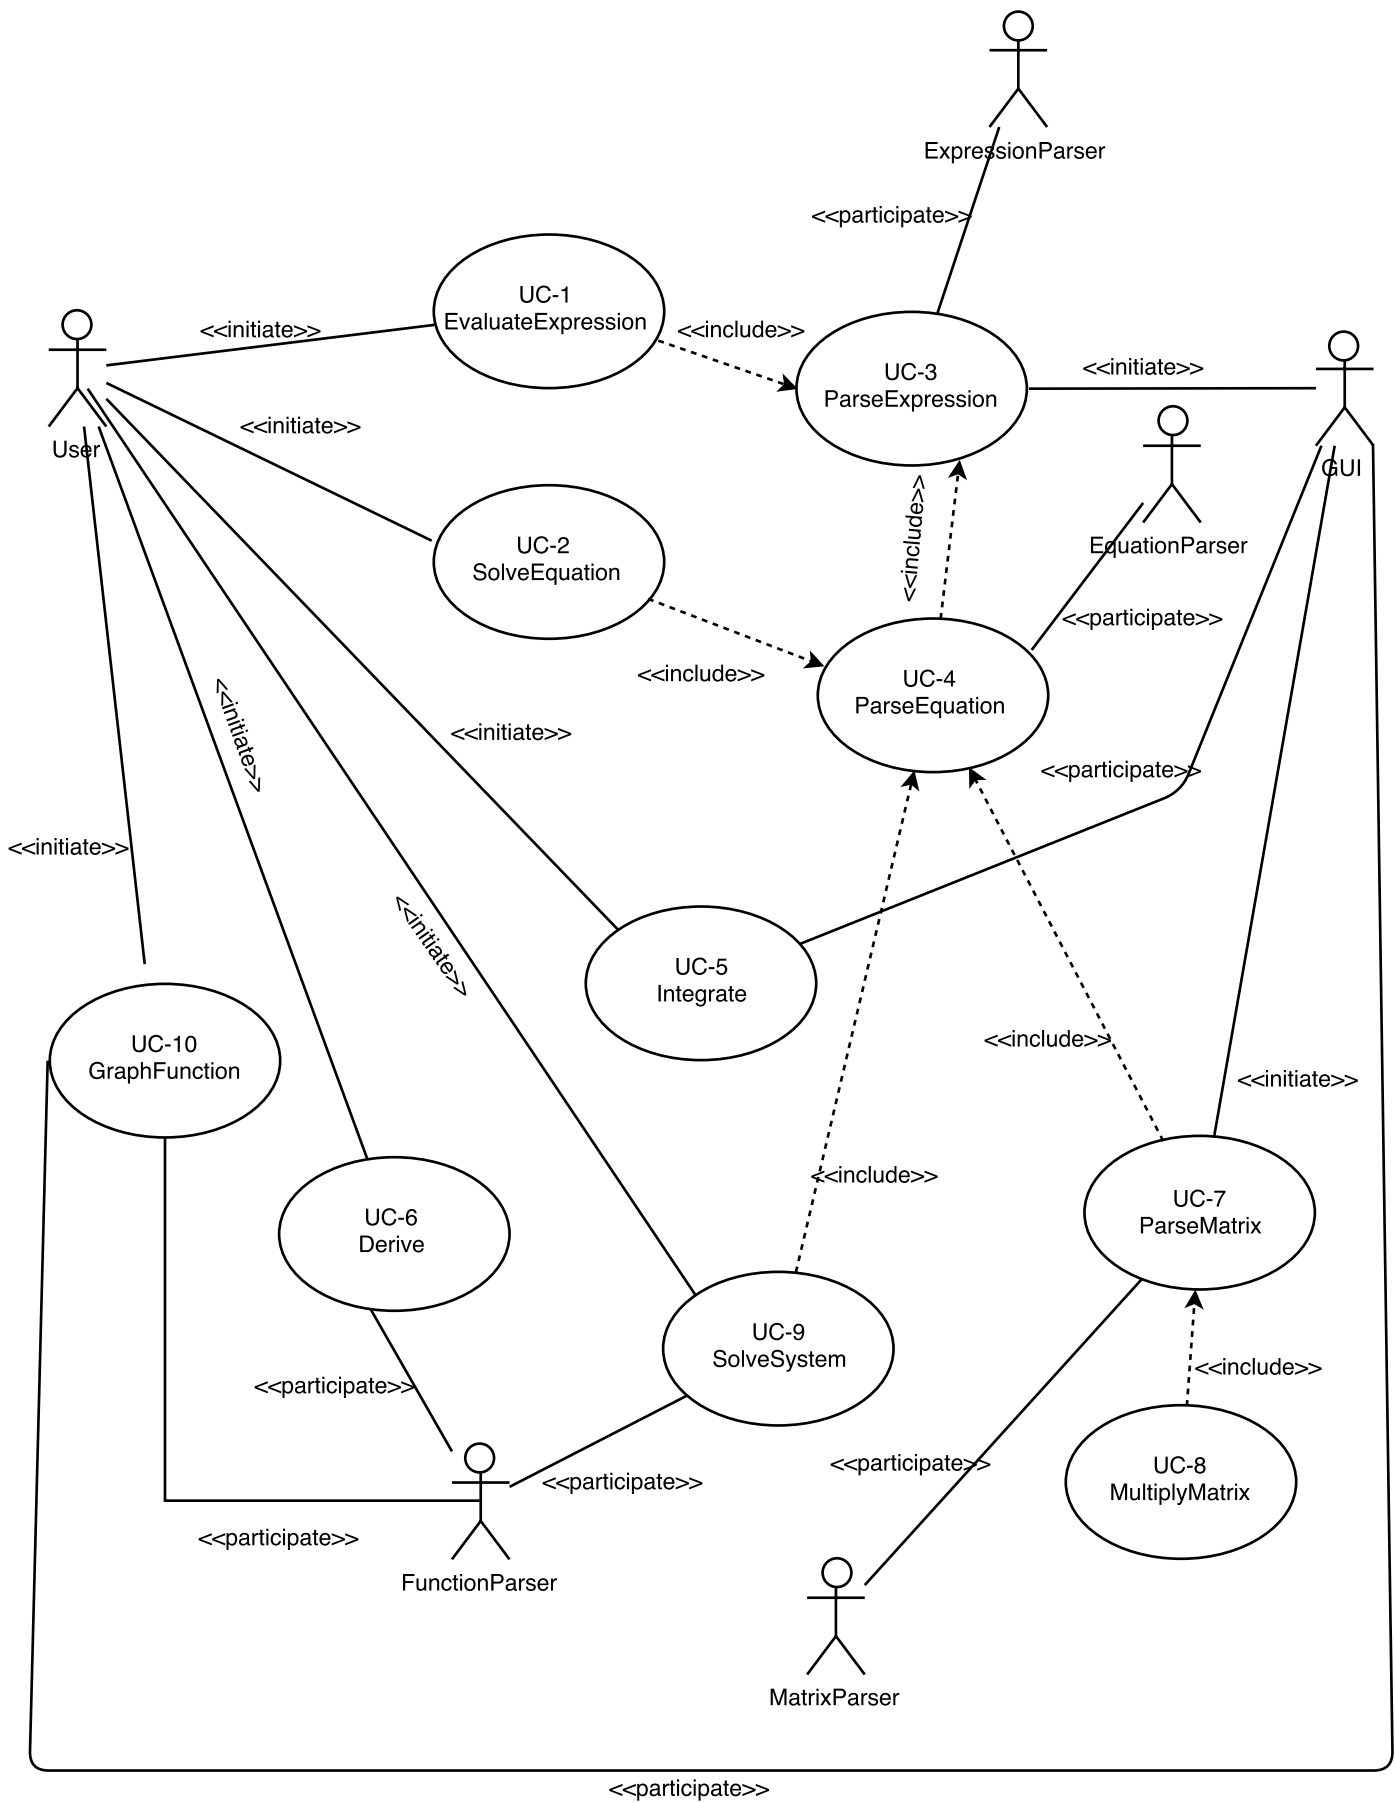 ExpressionParser
<<participate>>
UC-1
EvaluateExpression
<<initiate>>
<<include>>
UC-3
ParseExpression
<<initiate>>
User
<<initiate>>
GUI
<<include>>
UC-2
SolveEquation
EquationParser
<<participate>>
<<include>>
UC-4
ParseEquation
<<initiate>>
<<initiate>>
<<participate>>
<<initiate>>
<<initiate>>
UC-5
Integrate
UC-10
GraphFunction
<<include>>
<<initiate>>
<<include>>
UC-6
Derive
UC-7
ParseMatrix
UC-9
SolveSystem
<<include>>
<<participate>>
<<participate>>
<<participate>>
UC-8
MultiplyMatrix
<<participate>>
FunctionParser
MatrixParser
<<participate>>